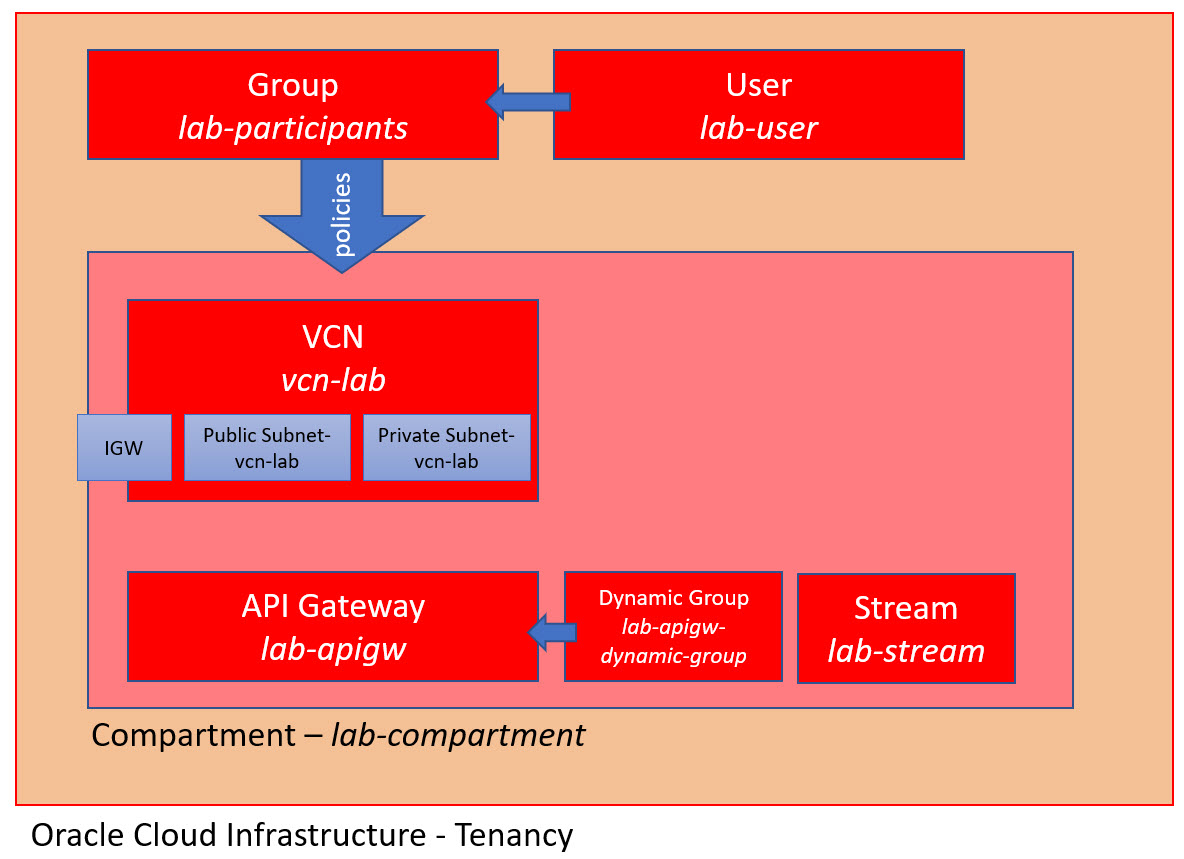 Group
lab-participants
User
lab-user
policies
VCN
vcn-lab
IGW
Public Subnet-
vcn-lab
Private Subnet-
vcn-lab
API Gateway
lab-apigw
Dynamic Group
lab-apigw-
dynamic-group
Stream
lab-stream
Compartment – lab-compartment
Oracle Cloud Infrastructure - Tenancy